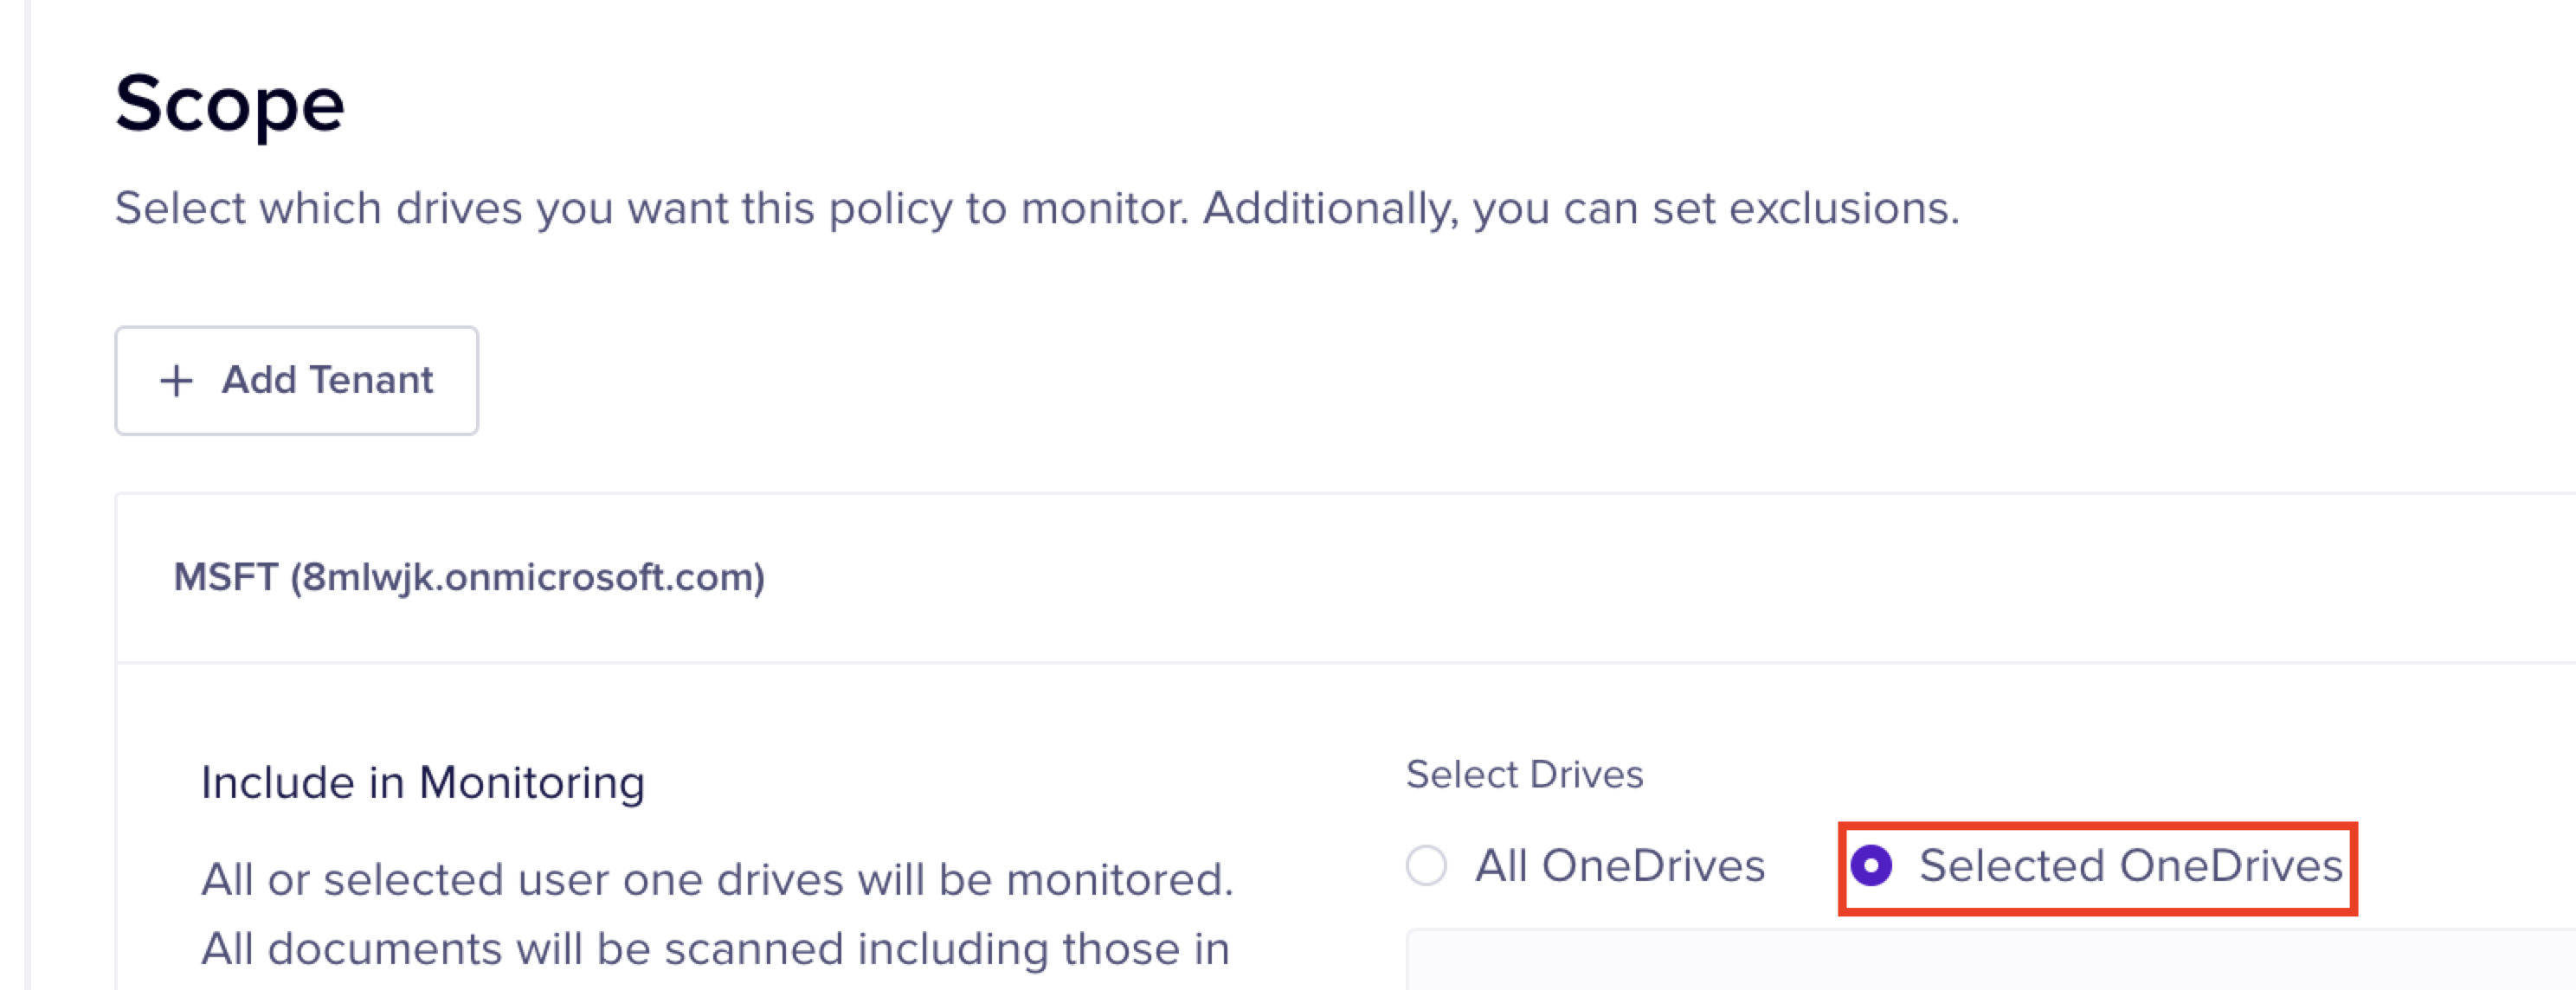 Scope
Select which drives you want this policy to monitor. Additionally, you can set exclusions.
+ Add Tenant
MSFT (8mlwjk.onmicrosoft.com)
Include in Monitoring
All or selected user one drives will be monitored.
All documents will be scanned including those in
Select Drives
All OneDrives
Selected OneDrives